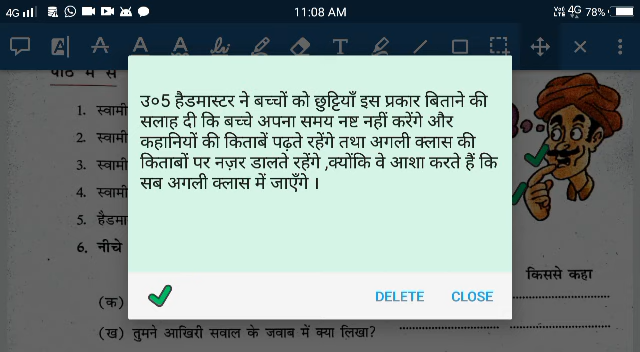 4G 11:08 AM VoI LTE 4G 78%
पाठ में से
उ०5 हैडमास्टर ने बच्चों को छुट्टियाँ इस प्रकार बिताने की
सलाह दी कि बच्चे अपना समय नष्ट नहीं करेंगे और
कहानियों की किताबें पढ़ते रहेंगे तथा अगली क्लास की
किताबों पर नज़र डालते रहेंगे ,क्योंकि वे आशा करते हैं कि
सब अगली क्लास में जाएँगे ।
1. स्वामी
2. स्वामी
3. स्वामी
4. स्वामी
5. हैडमा
6. नीचे
किससे कहा
DELETE CLOSE
(क)
(ख) तुमने आखिरी सवाल के जवाब में क्या लिखा?